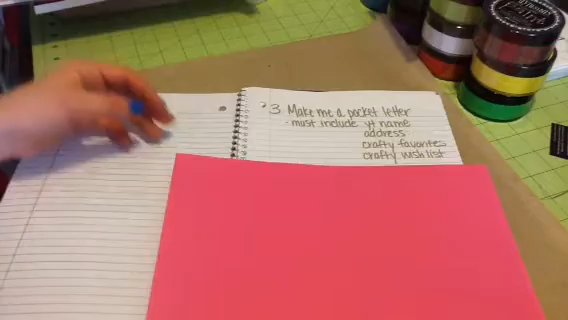 3 Make me a pocket letter
- must include yt name
address
crafty favorites
crafty wish list